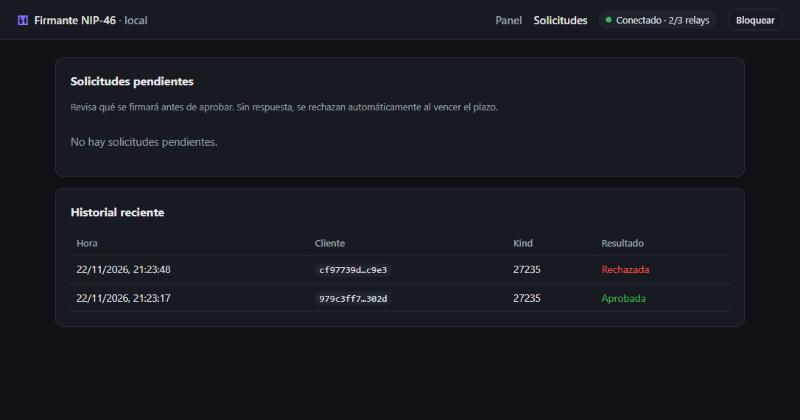 Firmante NIP-46 · local
Panel
Solicitudes
Conectado · 2/3 relays
Bloquear
Solicitudes pendientes
Revisa qué se firmará antes de aprobar. Sin respuesta, se rechazan automáticamente al vencer el plazo.
No hay solicitudes pendientes.
Historial reciente
Hora Cliente Kind Resultado
22/11/2026, 21:23:48 cf97739d…c9e3 27235 Rechazada
22/11/2026, 21:23:17 979c3ff7…302d 27235 Aprobada